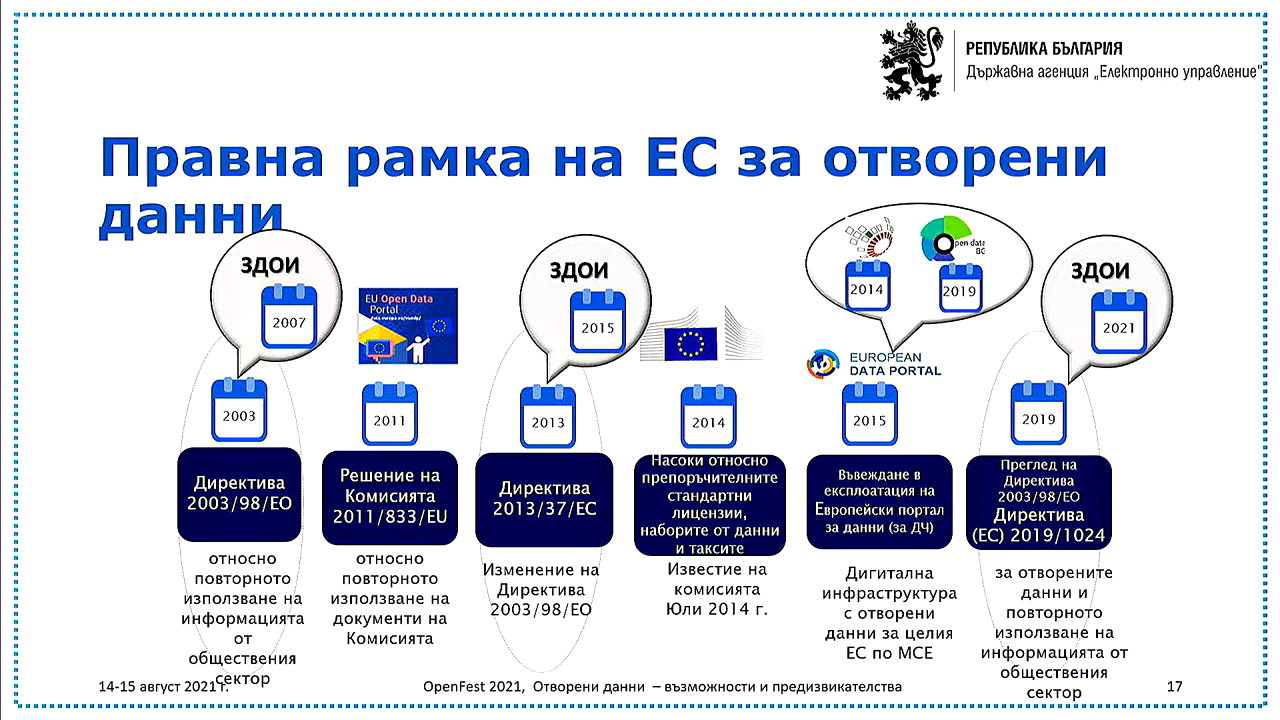 РЕПУБЛИКА БЪЛГАРИЯ
Държавна агенция „Електронно управление"
Правна рамка на ЕС за отворени
данни
ЗДОИ
2007
EU Open Data
Portal
ЗДОИ
2015
2014
2019
open data
BG
ЗДОИ
2021
EUROPEAN
DATA PORTAL
2003
Директива
2003/98/ЕО
относно
повторното
използване на
информацията
от
обществения
сектор
2011
Решение на
Комисията
2011/833/EU
относно
повторното
използване на
документи на
Комисията
2013
Директива
2013/37/ЕС
Изменение на
Директива
2003/98/ЕО
2014
Насоки относно
препоръчителните
стандартни
лицензии,
наборите от данни
и таксите
Известие на
комисията
Юли 2014 г.
2015
Въвеждане в
експлоатация на
Европейски портал
за данни (за ДЧ)
Дигитална
инфраструктура
с отворени
данни за целия
ЕС по МСЕ
2019
Преглед на
Директива
2003/98/ЕО
Директива
(ЕС) 2019/1024
за отворените
данни и
повторното
използване на
информацията от
обществения
сектор
14-15 август 2021 г.
OpenFest 2021, Отворени данни – възможности и предизвикателства
17